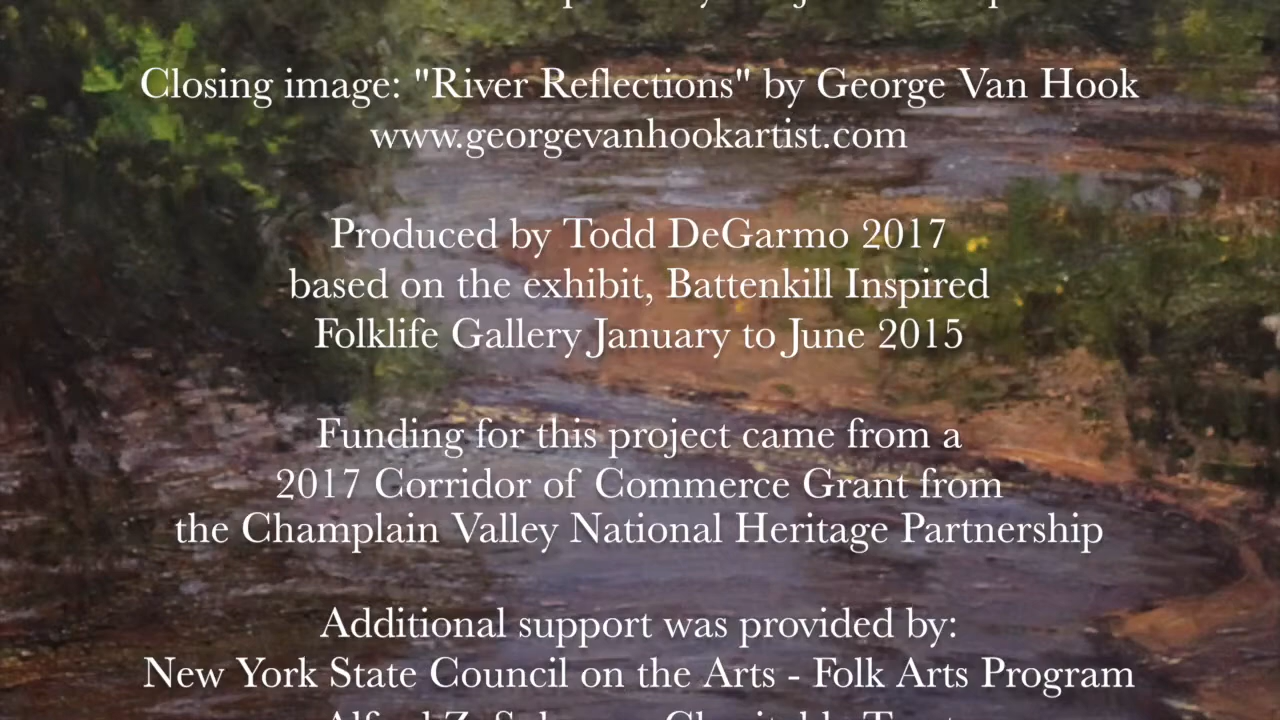 Closing image: "River Reflections" by George Van Hook
www.georgevanhookartist.com
Produced by Todd DeGarmo 2017
based on the exhibit, Battenkill Inspired
Folklife Gallery January to June 2015
Funding for this project came from a
2017 Corridor of Commerce Grant from
the Champlain Valley National Heritage Partnership
Additional support was provided by:
New York State Council on the Arts - Folk Arts Program